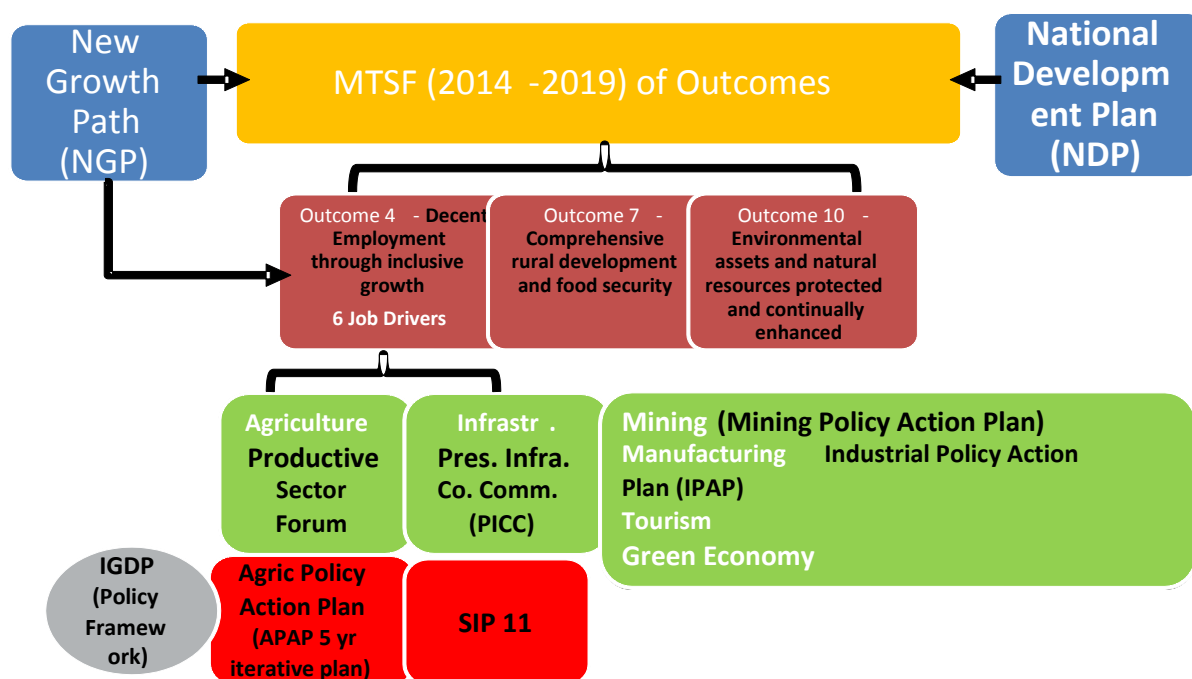 New
Growth
Path
(NGP)
MTSF (2014 -2019) of Outcomes
National
Developm
ent Plan
(NDP)
Outcome 4 - Decent
Employment
through inclusive
growth
6 Job Drivers
Outcome 7 -
Comprehensive
rural development
and food security
Outcome 10 -
Environmental
assets and natural
resources protected
and continually
enhanced
Agriculture
Productive
Sector
Forum
Infrastr .
Pres. Infra.
Co. Comm.
(PICC)
Mining (Mining Policy Action Plan)
Manufacturing Industrial Policy Action
Plan (IPAP)
Tourism
Green Economy
IGDP
(Policy
Framew
ork)
Agric Policy
Action Plan
(APAP 5 yr
iterative plan)
SIP 11